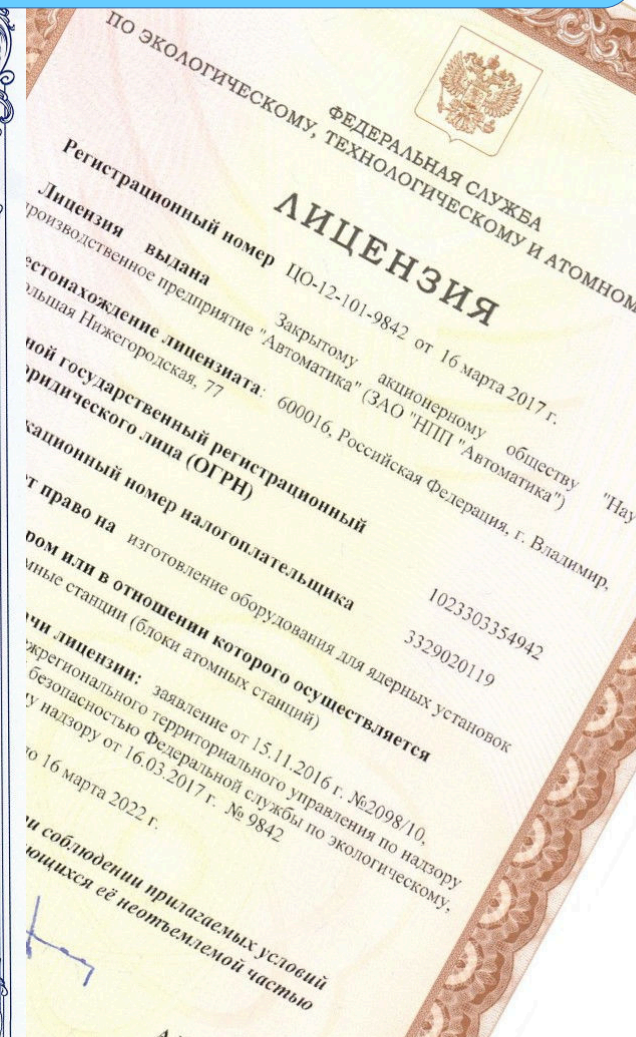 ФЕДЕРАЛЬНАЯ СЛУЖБА
ПО ЭКОЛОГИЧЕСКОМУ, ТЕХНОЛОГИЧЕСКОМУ И АТОМНОМ
ЛИЦЕНЗИЯ
Регистрационный номер ЦО-12-101-9842 от 16 марта 2017 г.
Лицензия выдана Закрытому акционерному обществу "Нау
производственное предприятие "Автоматика" (ЗАО "НПП "Автоматика")
естонахождение лицензиата: 600016, Российская Федерация, г. Владимир,
ольшая Нижегородская, 77
ной государственный регистрационный
оридического лица (ОГРН) 1023303354942
кационный номер налогоплательщика 3329020119
т право на изготовление оборудования для ядерных установок
ром или в отношении которого осуществляется
мные станции (блоки атомных станций)
чи лицензии: заявление от 15.11.2016 г. №2098/10,
жрегионального территориального управления по надзору
безопасностью Федеральной службы по экологическому,
у надзору от 16.03.2017 г. № 9842
о 16 марта 2022 г.
и соблюдении прилагаемых условий
ющихся её неотъемлемой частью